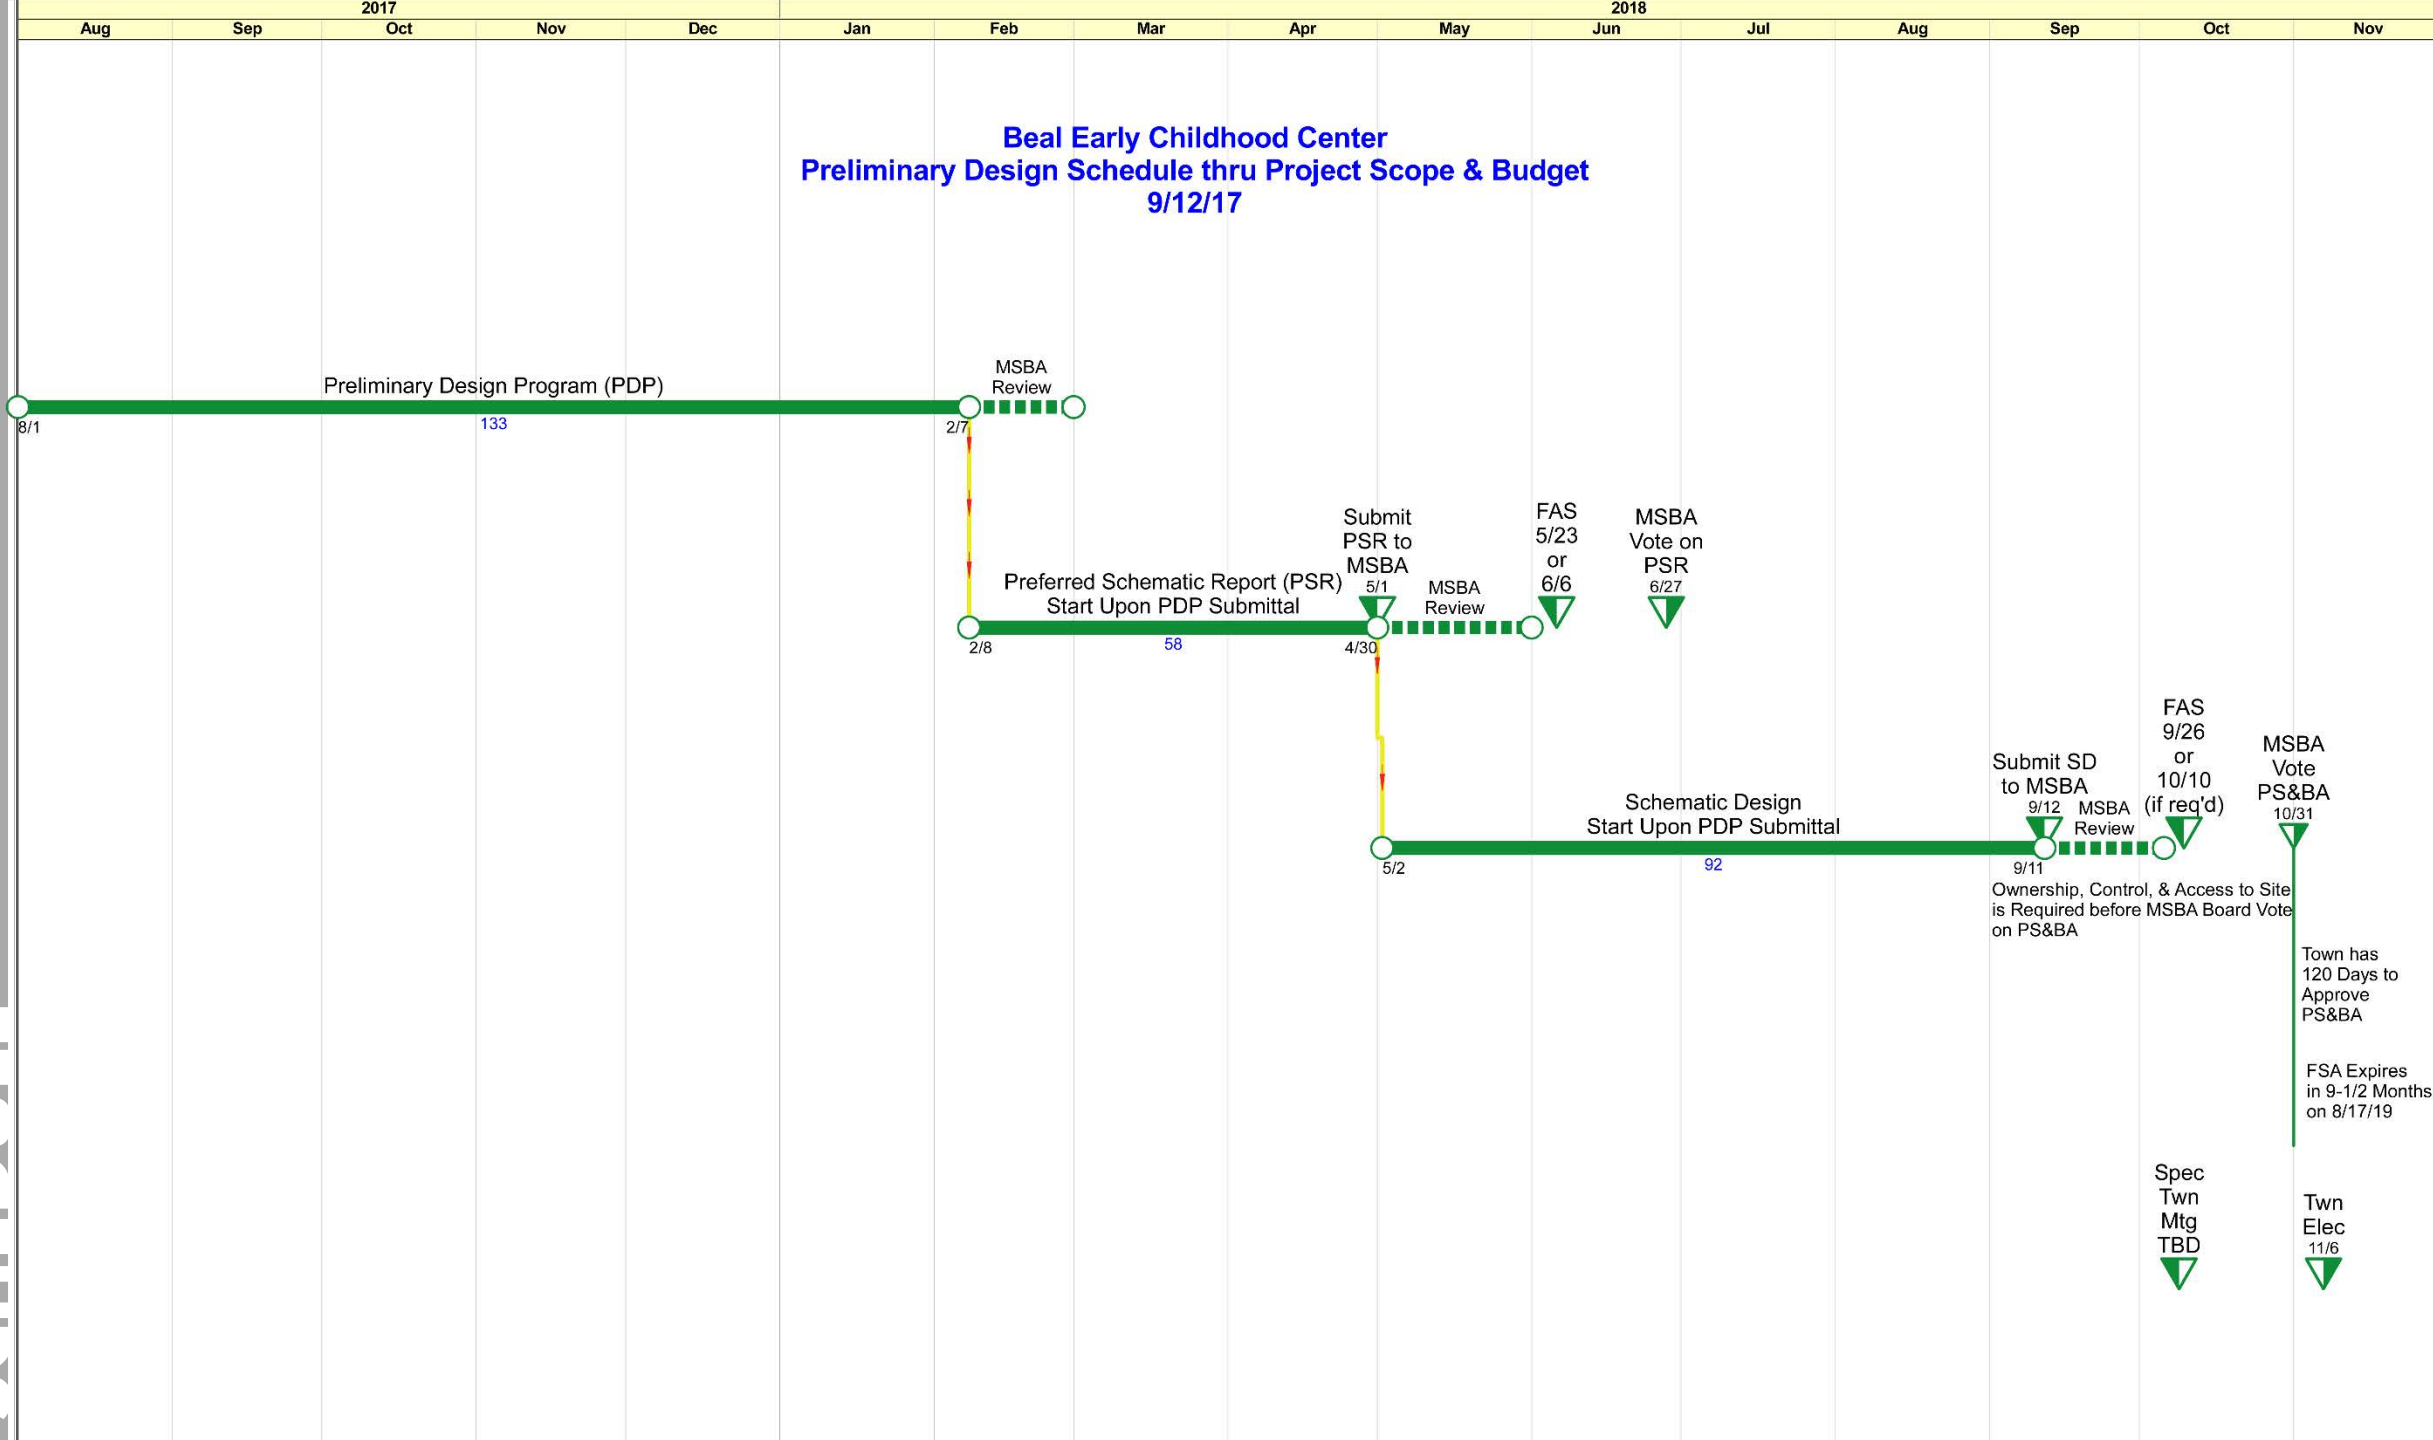 2017
2018
Aug Sep Oct Nov Dec Jan Feb Mar Apr May Jun Jul Aug Sep Oct Nov
Beal Early Childhood Center
Preliminary Design Schedule thru Project Scope & Budget
9/12/17
Preliminary Design Program (PDP)
MSBA
Review
8/1
133
2/7
Preferred Schematic Report (PSR)
Start Upon PDP Submittal
2/8
58
4/30
Submit
PSR to
MSBA
5/1
MSBA
Review
FAS
5/23
or
6/6
MSBA
Vote on
PSR
6/27
Schematic Design
Start Upon PDP Submittal
5/2
92
9/11
Submit SD
to MSBA
9/12
MSBA
Review
FAS
9/26
or
10/10
(if req'd)
MSBA
Vote
PS&BA
10/31
Ownership, Control, & Access to Site
is Required before MSBA Board Vote
on PS&BA
Town has
120 Days to
Approve
PS&BA
FSA Expires
in 9-1/2 Months
on 8/17/19
Spec
Twn
Mtg
TBD
Twn
Elec
11/6